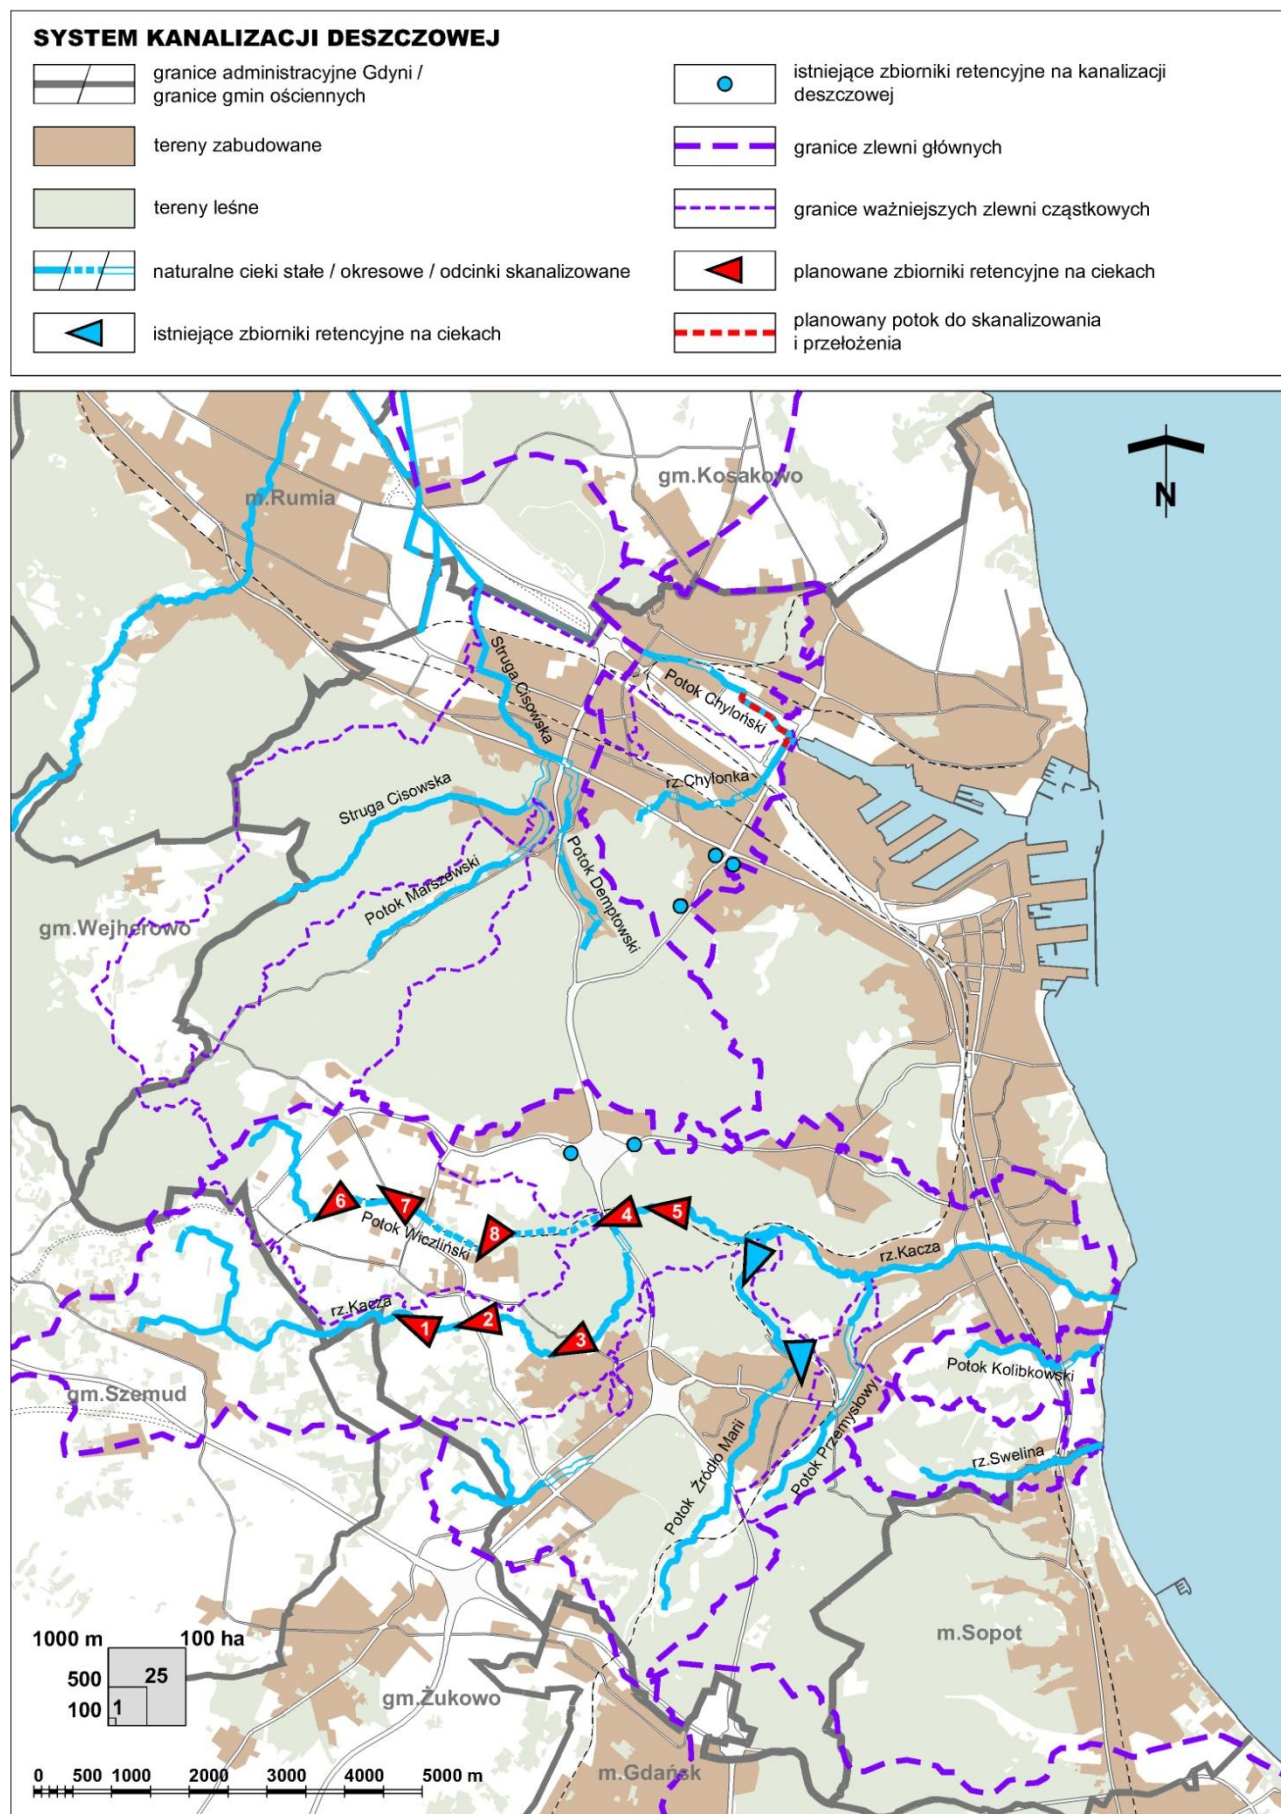 SYSTEM KANALIZACJI DESZCZOWEJ
granice administracyjne Gdyni /
granice gmin ościennych
tereny zabudowane
tereny leśne
naturalne cieki stałe / okresowe / odcinki skanalizowane
istniejące zbiorniki retencyjne na ciekach
istniejące zbiorniki retencyjne na kanalizacji
deszczowej
granice zlewni głównych
granice ważniejszych zlewni cząstkowych
planowane zbiorniki retencyjne na ciekach
planowany potok do skanalizowania
i przełożenia
N
gm.Kosakowo
m.Rumia
Struga Cisowska
Potok Chyloński
rz.Chylonka
Struga Cisowska
Potok Marszewski
Potok Demptowski
gm.Wejherowo
6
7
8
4
5
Potok Wiczliński
rz.Kacza
rz.Kacza
1
2
3
Potok Kolibkowski
gm.Szemud
Potok Źródło Marii
Potok Przemysłowy
rz.Swelina
m.Sopot
gm.Żukowo
m.Gdańsk
1000 m
100 ha
500
25
100
1
0 500 1000 2000 3000 4000 5000 m